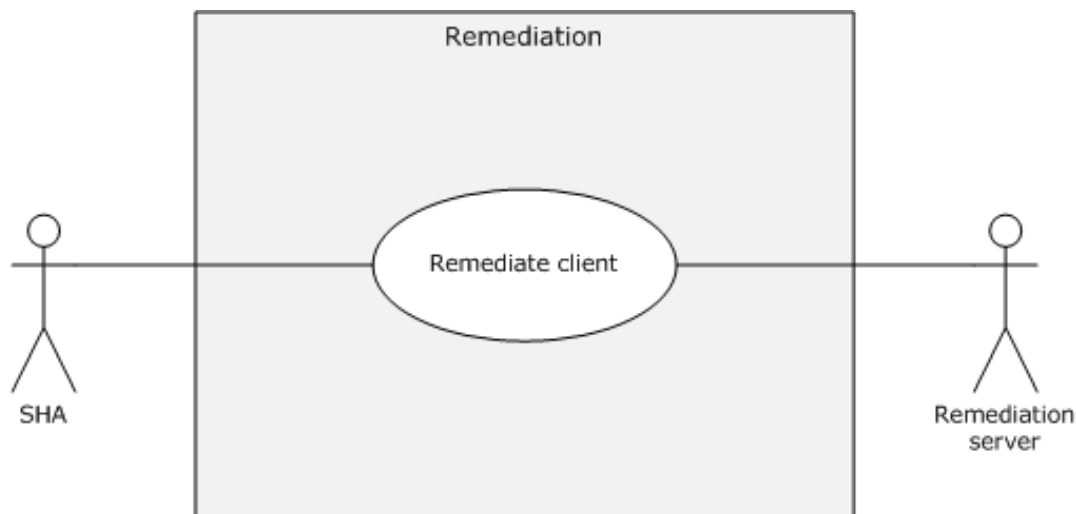 Remediation
Remediate client
SHA
Remediation
server